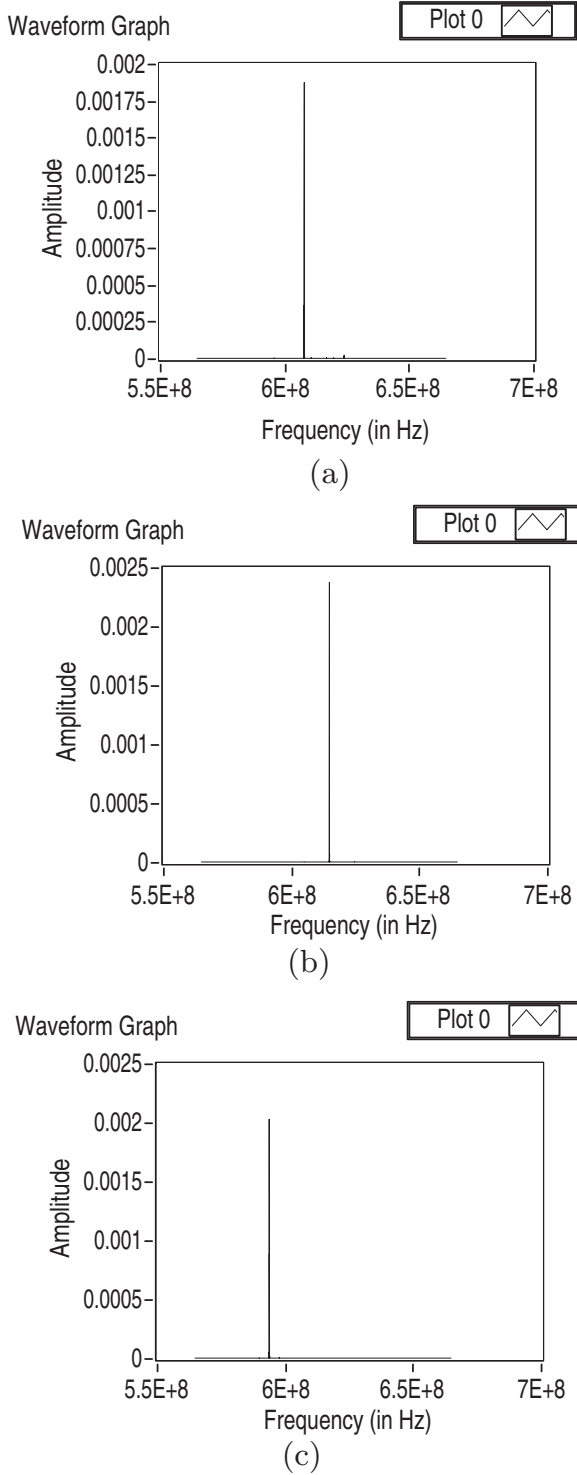 Waveform Graph
Plot 0
0.002
0.00175
0.0015
0.00125
0.001
0.00075
0.0005
0.00025
0
Amplitude
5.5E+8 6E+8 6.5E+8 7E+8
Frequency (in Hz)
(a)
Waveform Graph
Plot 0
0.0025
0.002
0.0015
0.001
0.0005
0
Amplitude
5.5E+8 6E+8 6.5E+8 7E+8
Frequency (in Hz)
(b)
Waveform Graph
Plot 0
0.0025
0.002
0.0015
0.001
0.0005
0
Amplitude
5.5E+8 6E+8 6.5E+8 7E+8
Frequency (in Hz)
(c)